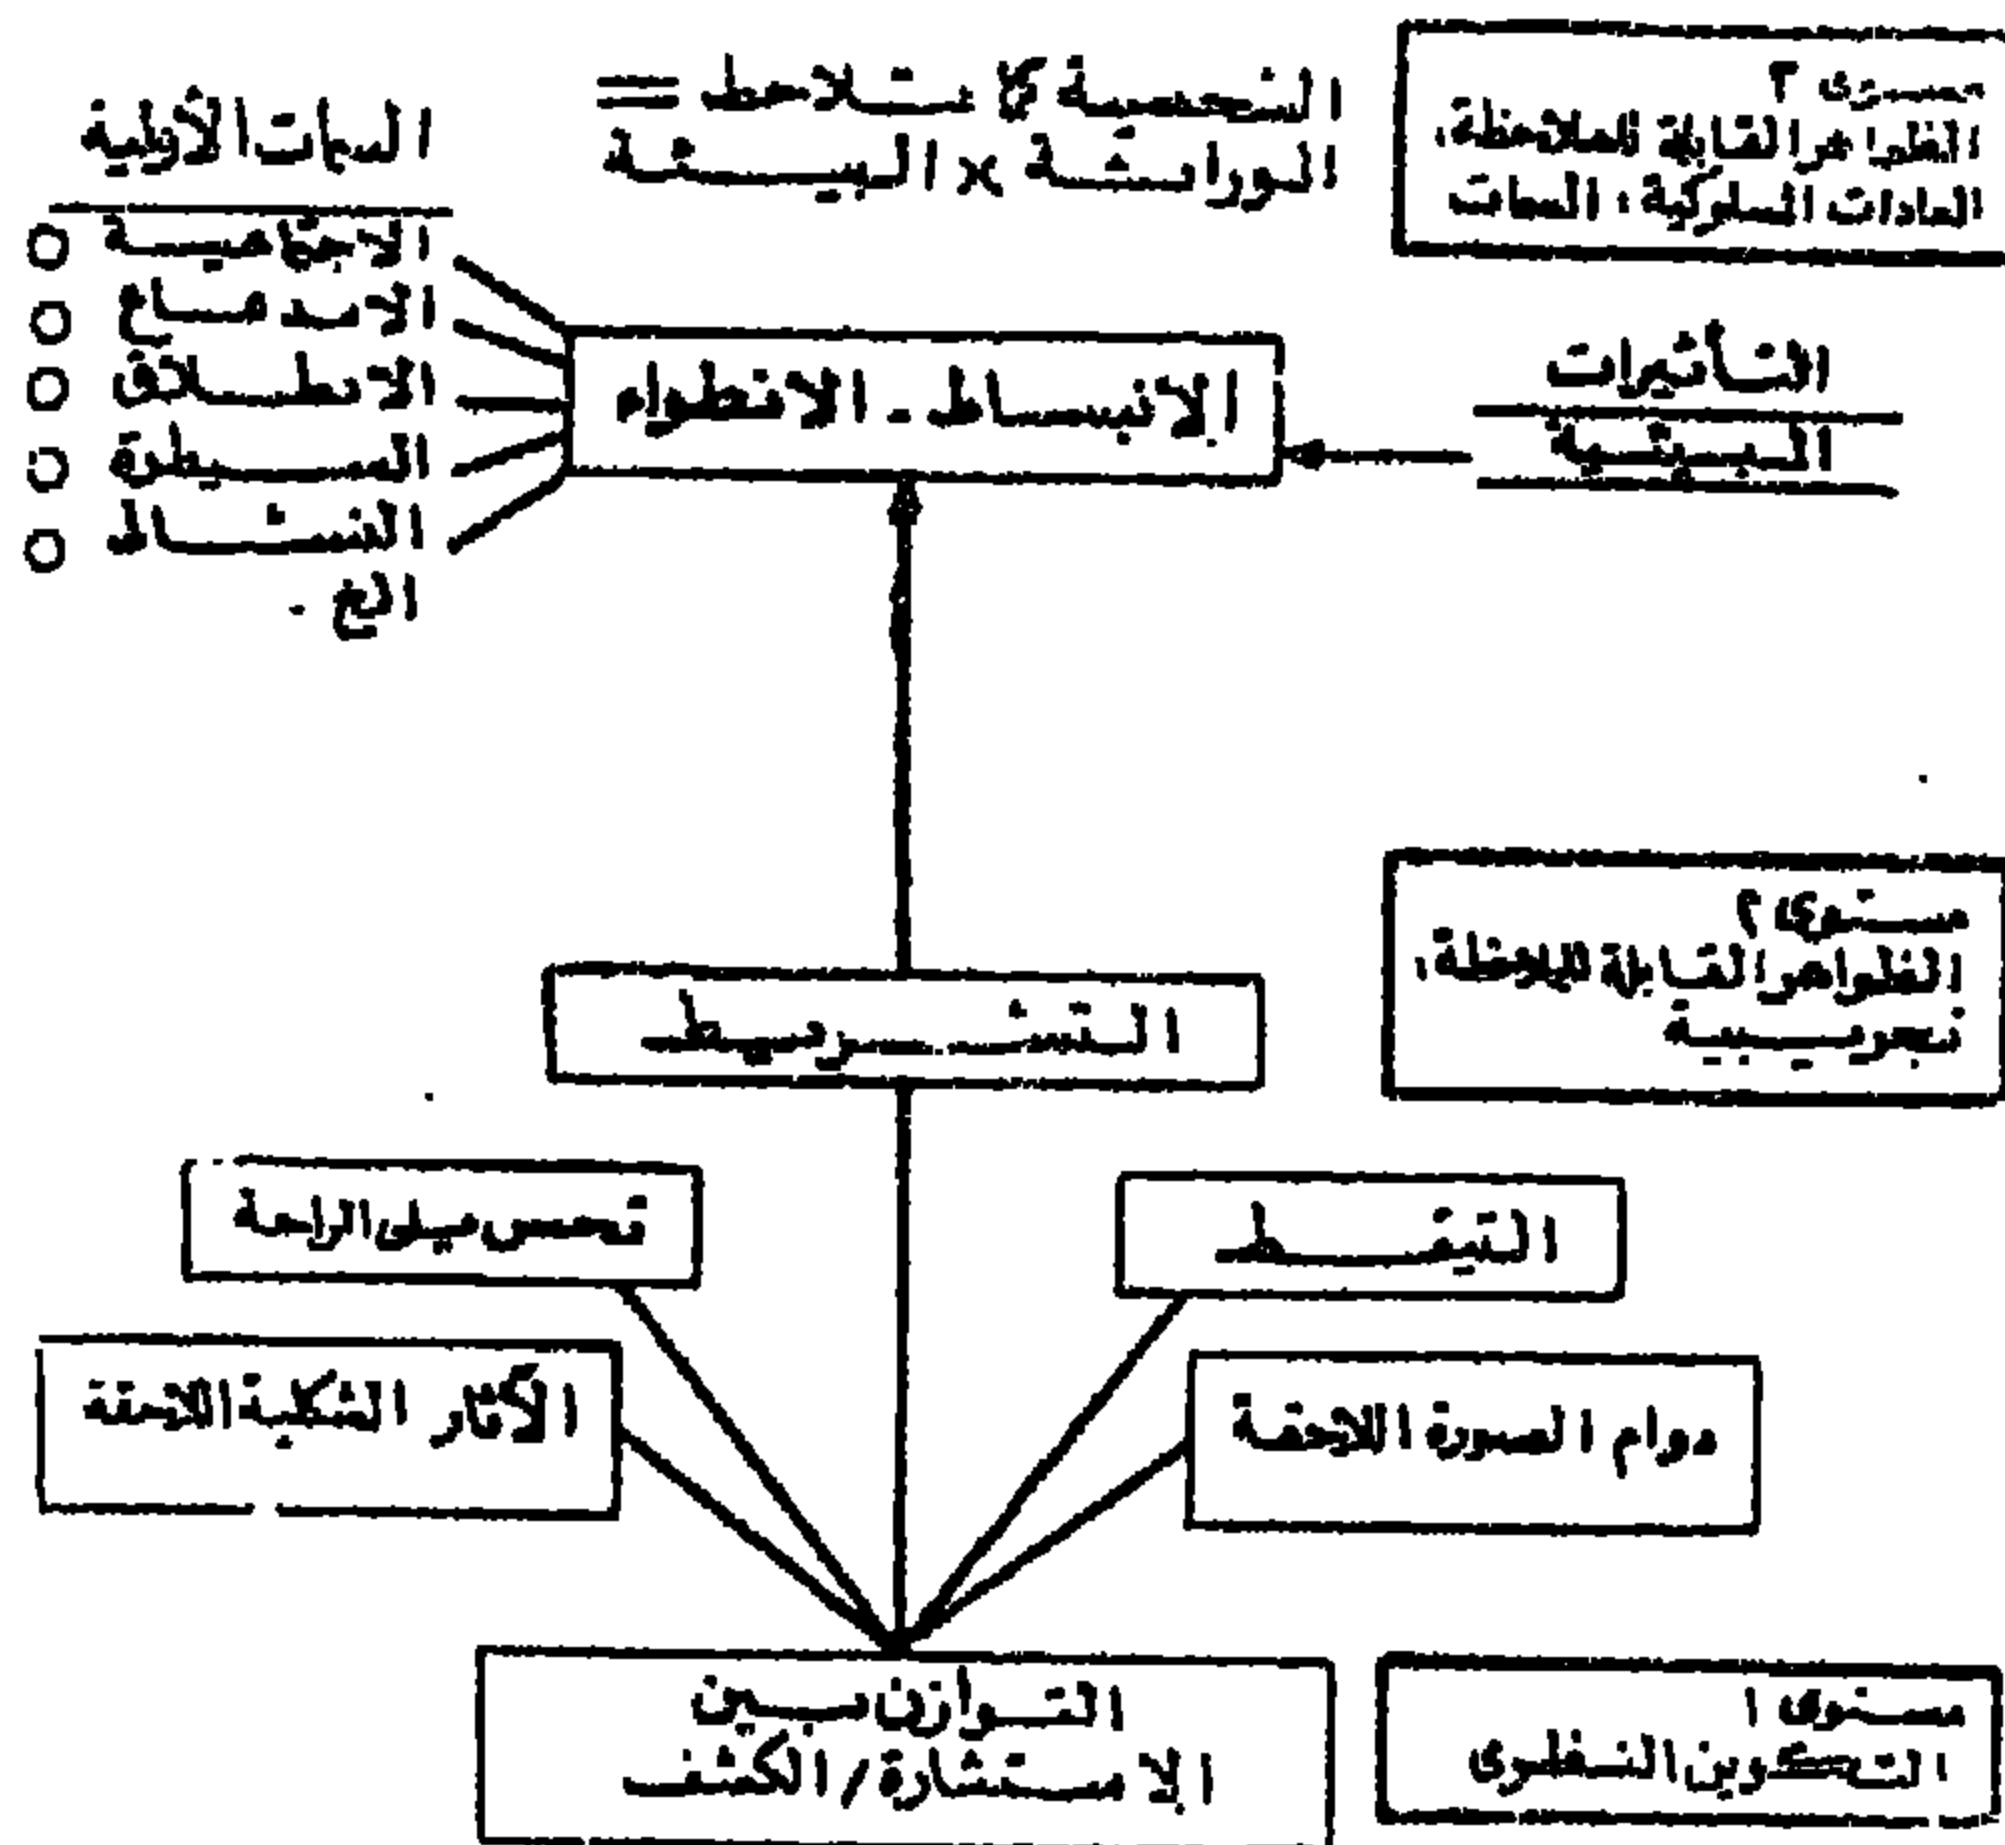 مستوى ٣
الظواهر القابلة للملاحظة،
العادات السلوكية، السمات
الشخصية كما تلاحظ =
الوراثة × البيئة
السمات الأولية
الاجتماعية
الاندفاع
الانطلاق
السيطرة
النشاط
الخ .
الانبساط ـ الانطواء
التأثيرات
البيئية
مستوى ٢
الظواهر القابلة للملاحظة،
تجريبية
التشريط
التيقظ
تحصيل الراحة
دوام الصورة اللاحقة
الآثار الشكلية اللاحقة
مستوى ١
التكوين النظرى
التوازن بين
الاستثارة / الكف